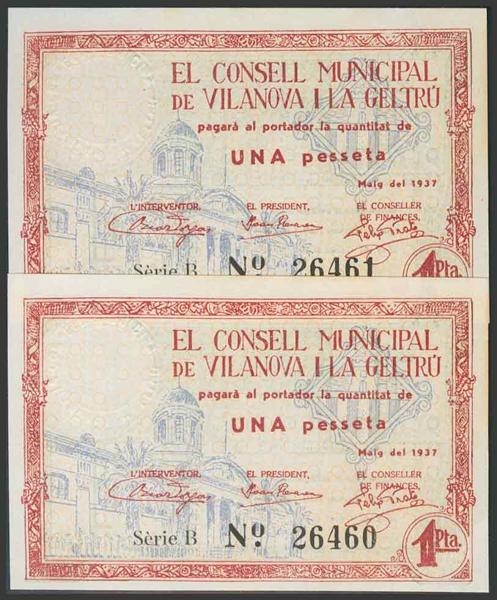 EL CONSELL MUNICIPAL
DE VILANOVA I LA GELTRÚ
pagarà al portador la quantitat de
UNA pesseta
Maig del 1937
L'INTERVENTOR, EL PRESIDENT, EL CONSELLER
DE FINANCES,
Sèrie B Nº 26461 1 Pta.
EL CONSELL MUNICIPAL
DE VILANOVA I LA GELTRÚ
pagarà al portador la quantitat de
UNA pesseta
Maig del 1937
L'INTERVENTOR, EL PRESIDENT, EL CONSELLER
DE FINANCES,
Sèrie B Nº 26460 1 Pta.